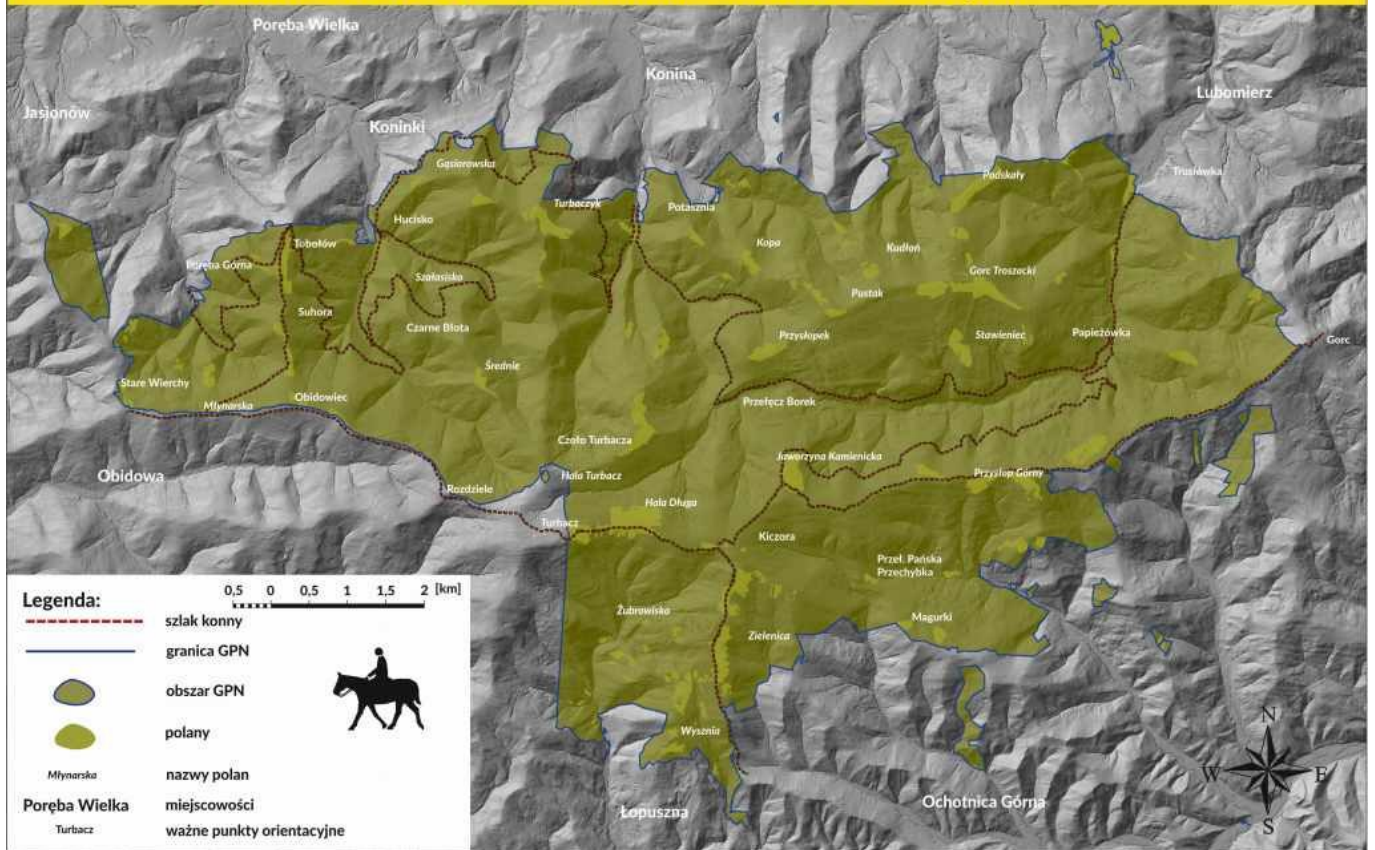 Poręba Wielka
Konina
Jasionów
Lubomierz
Koninki
Gąsiorowska
Podskały
Trusiówka
Turbaczyk
Potasznia
Hucisko
Tobołów
Kopa
Kudłoń
Poręba Górna
Szałasisko
Gorc Troszacki
Pustak
Suhora
Czarne Błota
Przysłopek
Stawieniec
Papieżówka
Gorc
Średnie
Stare Wierchy
Obidowiec
Młynarska
Przełęcz Borek
Czoło Turbacza
Jaworzyna Kamienicka
Obidowa
Hala Turbacz
Przysłop Górny
Rozdziele
Hala Długa
Turbacz
Kiczora
Przeł. Pańska
Przechybka
Żubrowisko
Magurki
Zielenica
Wysznia
Łopuszna
Ochotnica Górna
N
W E
S
Legenda:
0,5 0 0,5 1 1,5 2 [km]
szlak konny
granica GPN
obszar GPN
polany
Młynarska nazwy polan
Poręba Wielka miejscowości
Turbacz ważne punkty orientacyjne